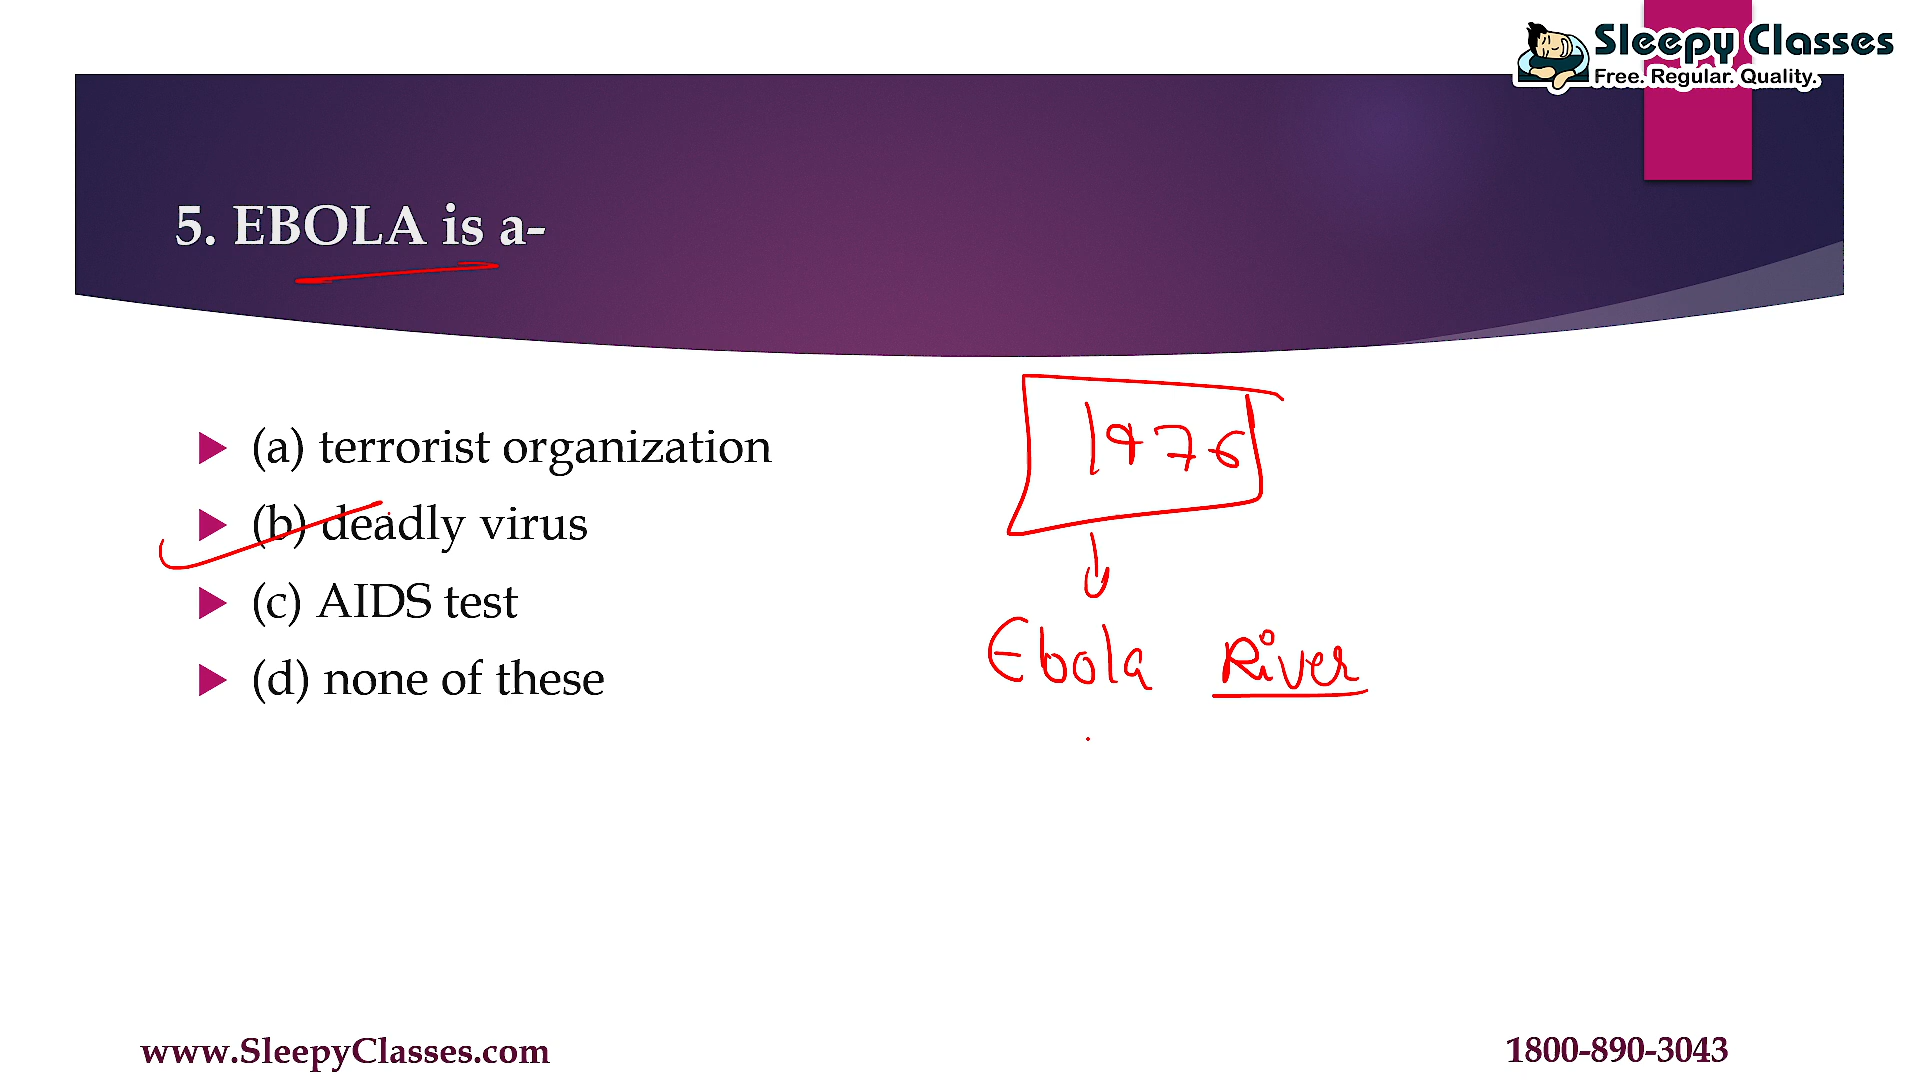 Sleepy Classes
Free. Regular. Quality.
5. EBOLA is a-
(a) terrorist organization
(b) deadly virus
(c) AIDS test
(d) none of these
1976
Ebola River
www.SleepyClasses.com
1800-890-3043